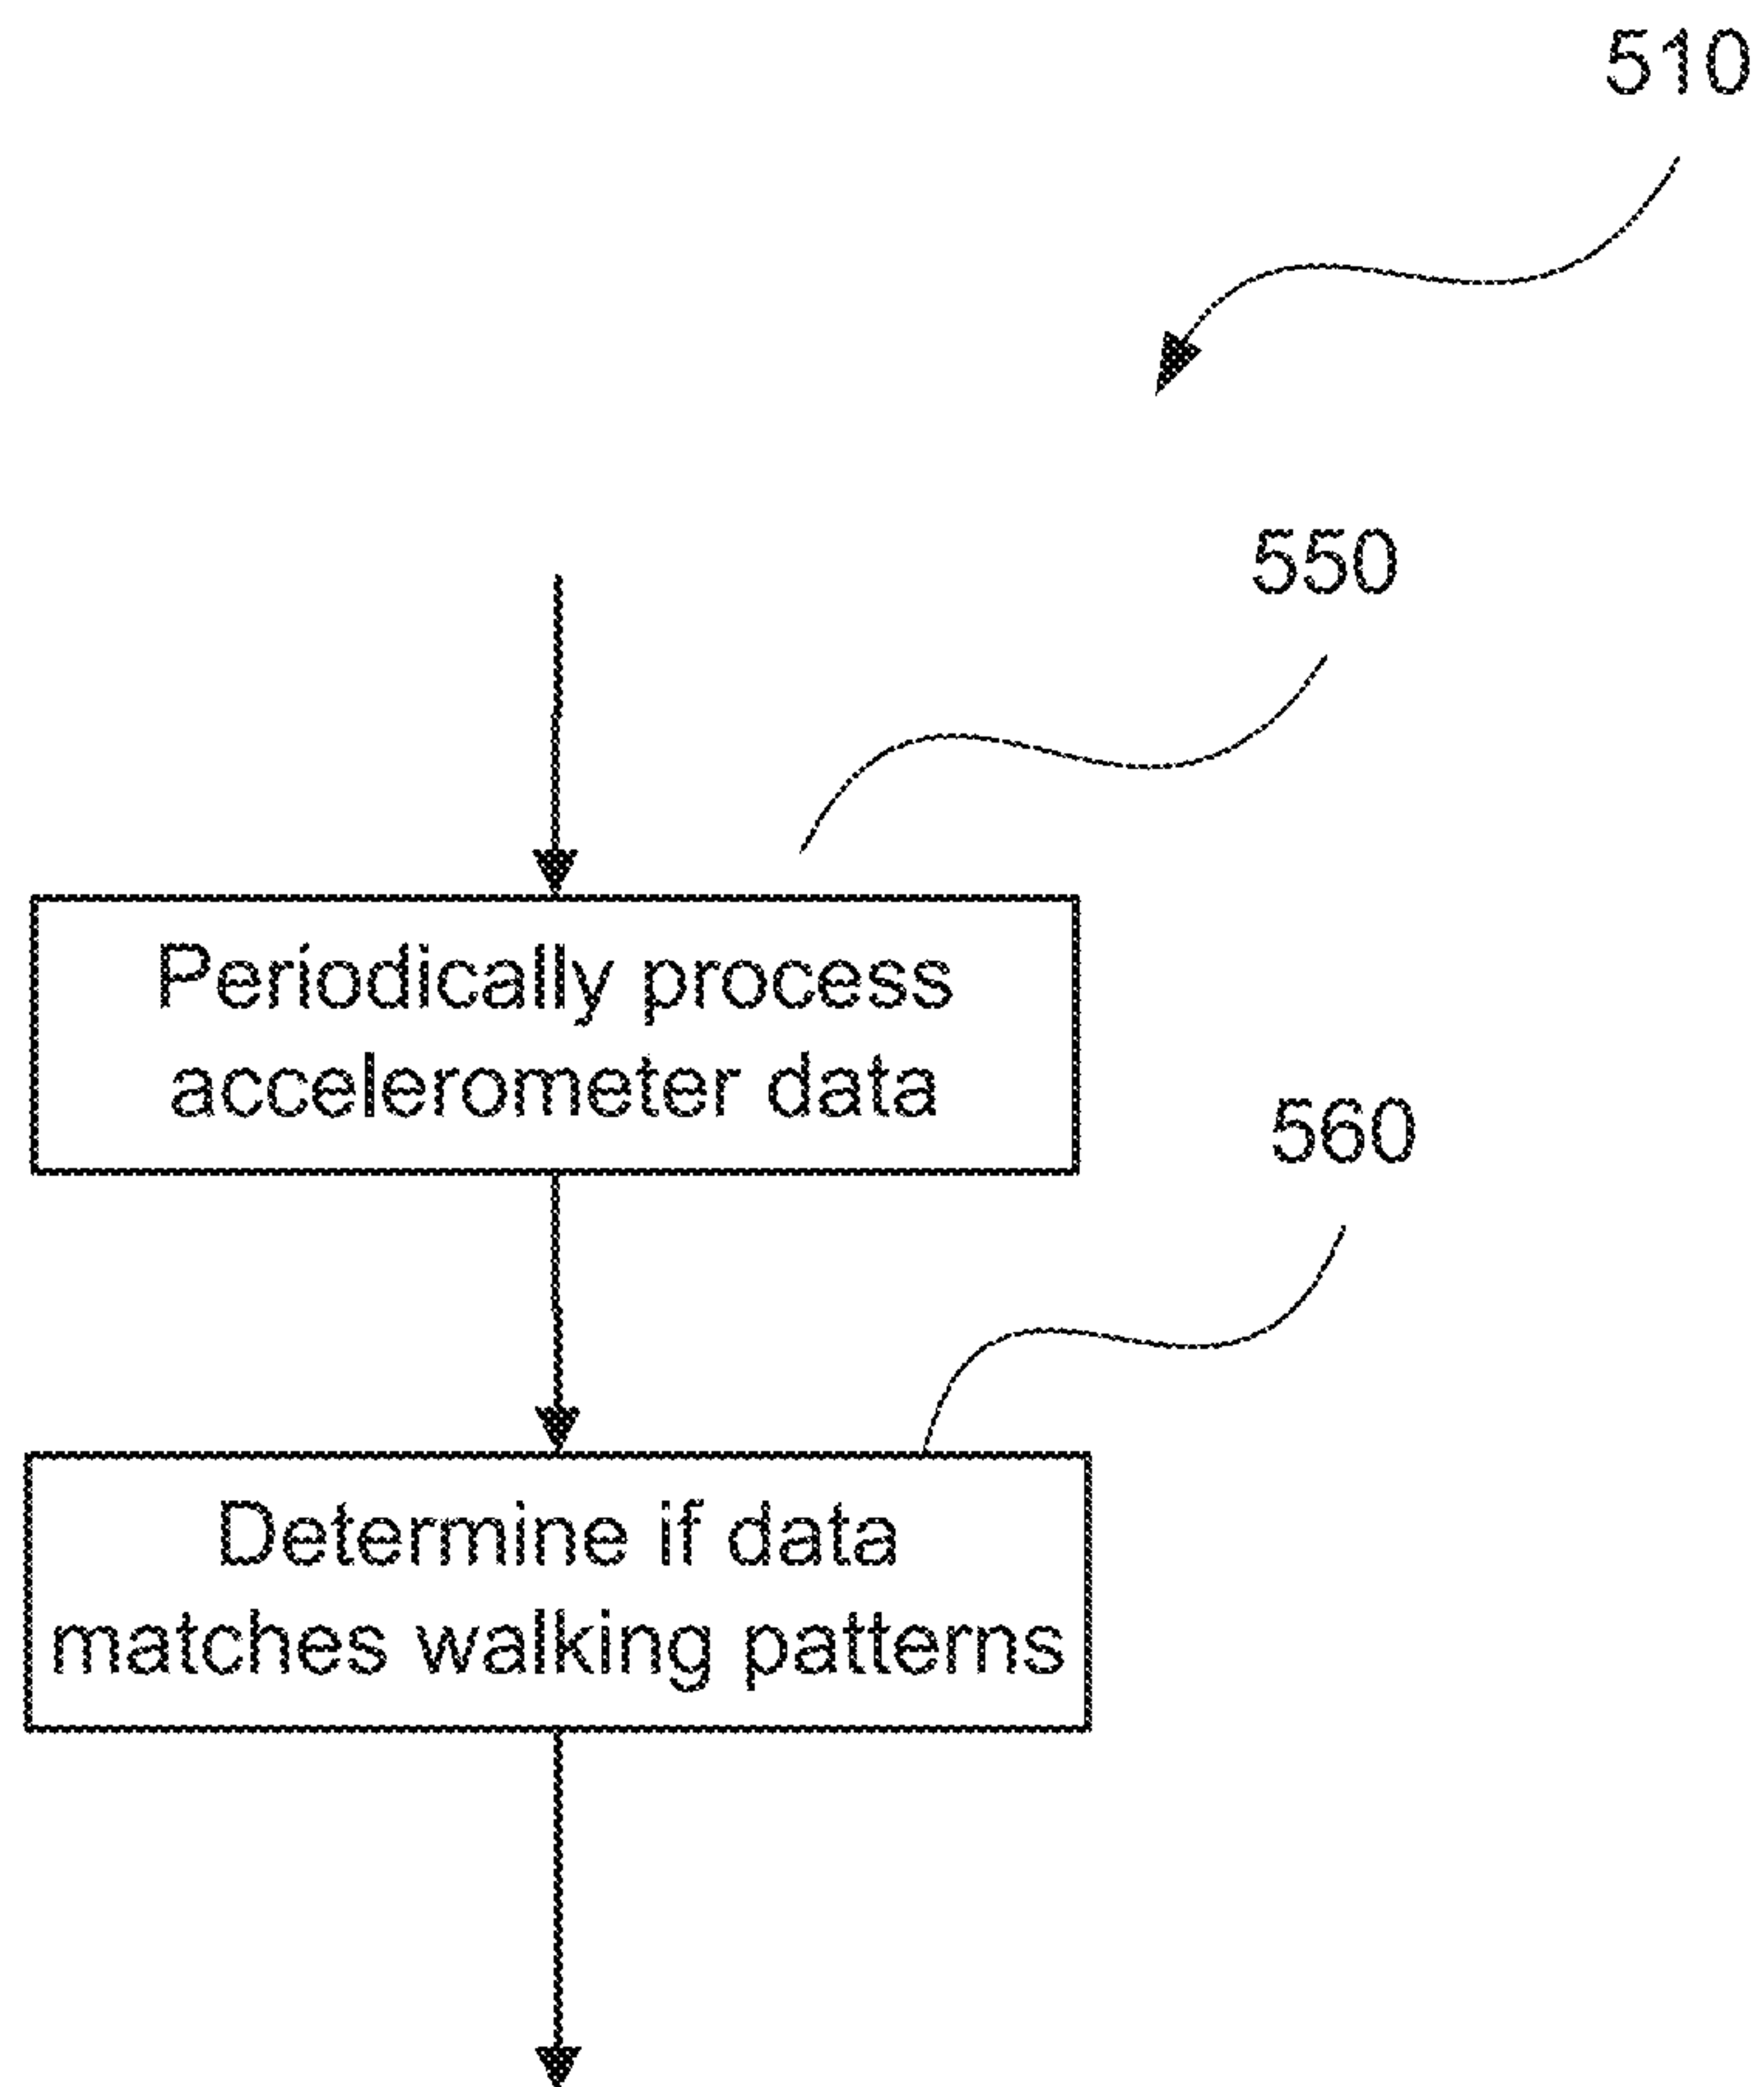 510
550
Periodically process
accelerometer data
560
Determine if data
matches walking patterns